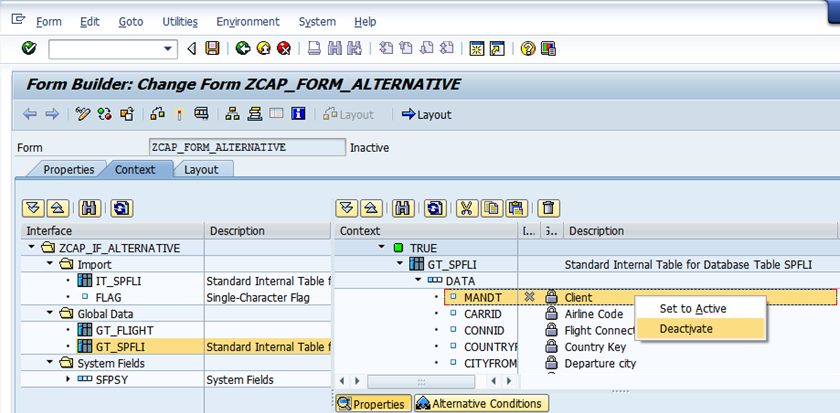 Form Edit Goto Utilities Environment System Help
Form Builder: Change Form ZCAP_FORM_ALTERNATIVE
Layout Layout
Form ZCAP_FORM_ALTERNATIVE Inactive
Properties Context Layout
Interface Description Context I... S.. Description
ZCAP_IF_ALTERNATIVE TRUE
Import GT_SPFLI Standard Internal Table for Database Table SPFLI
IT_SPFLI Standard Internal Table f DATA
FLAG Single-Character Flag MANDT Client
Set to Active
Global Data CARRID Airline Code
GT_FLIGHT CONNID Flight Connect
Deactivate
GT_SPFLI Standard Internal Table f COUNTRYF Country Key
System Fields CITYFROM Departure city
SFPSY System Fields
Properties Alternative Conditions